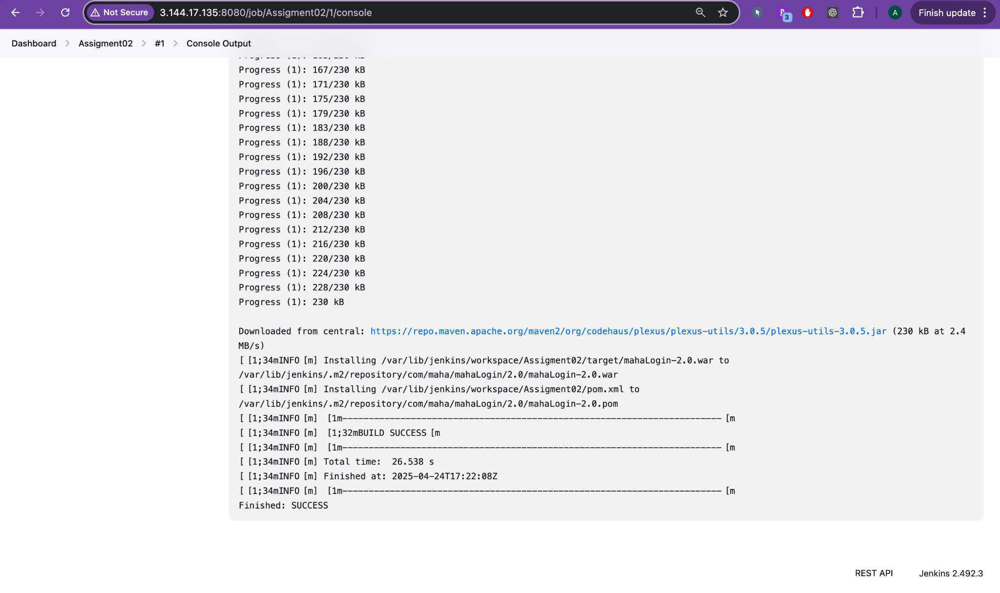 Not Secure 3.144.17.135:8080/job/Assigment02/1/console 3 A Finish update
Dashboard Assigment02 #1 Console Output
Progress (1): 167/230 kB
Progress (1): 171/230 kB
Progress (1): 175/230 kB
Progress (1): 179/230 kB
Progress (1): 183/230 kB
Progress (1): 188/230 kB
Progress (1): 192/230 kB
Progress (1): 196/230 kB
Progress (1): 200/230 kB
Progress (1): 204/230 kB
Progress (1): 208/230 kB
Progress (1): 212/230 kB
Progress (1): 216/230 kB
Progress (1): 220/230 kB
Progress (1): 224/230 kB
Progress (1): 228/230 kB
Progress (1): 230 kB
Downloaded from central: https://repo.maven.apache.org/maven2/org/codehaus/plexus/plexus-utils/3.0.5/plexus-utils-3.0.5.jar (230 kB at 2.4
MB/s)
[ [1;34mINFO [m] Installing /var/lib/jenkins/workspace/Assigment02/target/mahaLogin-2.0.war to
/var/lib/jenkins/.m2/repository/com/maha/mahaLogin/2.0/mahaLogin-2.0.war
[ [1;34mINFO [m] Installing /var/lib/jenkins/workspace/Assigment02/pom.xml to
/var/lib/jenkins/.m2/repository/com/maha/mahaLogin/2.0/mahaLogin-2.0.pom
[ [1;34mINFO [m]  [1m------------------------------------------------------------------------ [m
[ [1;34mINFO [m]  [1;32mBUILD SUCCESS [m
[ [1;34mINFO [m]  [1m------------------------------------------------------------------------ [m
[ [1;34mINFO [m] Total time:  26.538 s
[ [1;34mINFO [m] Finished at: 2025-04-24T17:22:08Z
[ [1;34mINFO [m]  [1m------------------------------------------------------------------------ [m
Finished: SUCCESS
REST API Jenkins 2.492.3